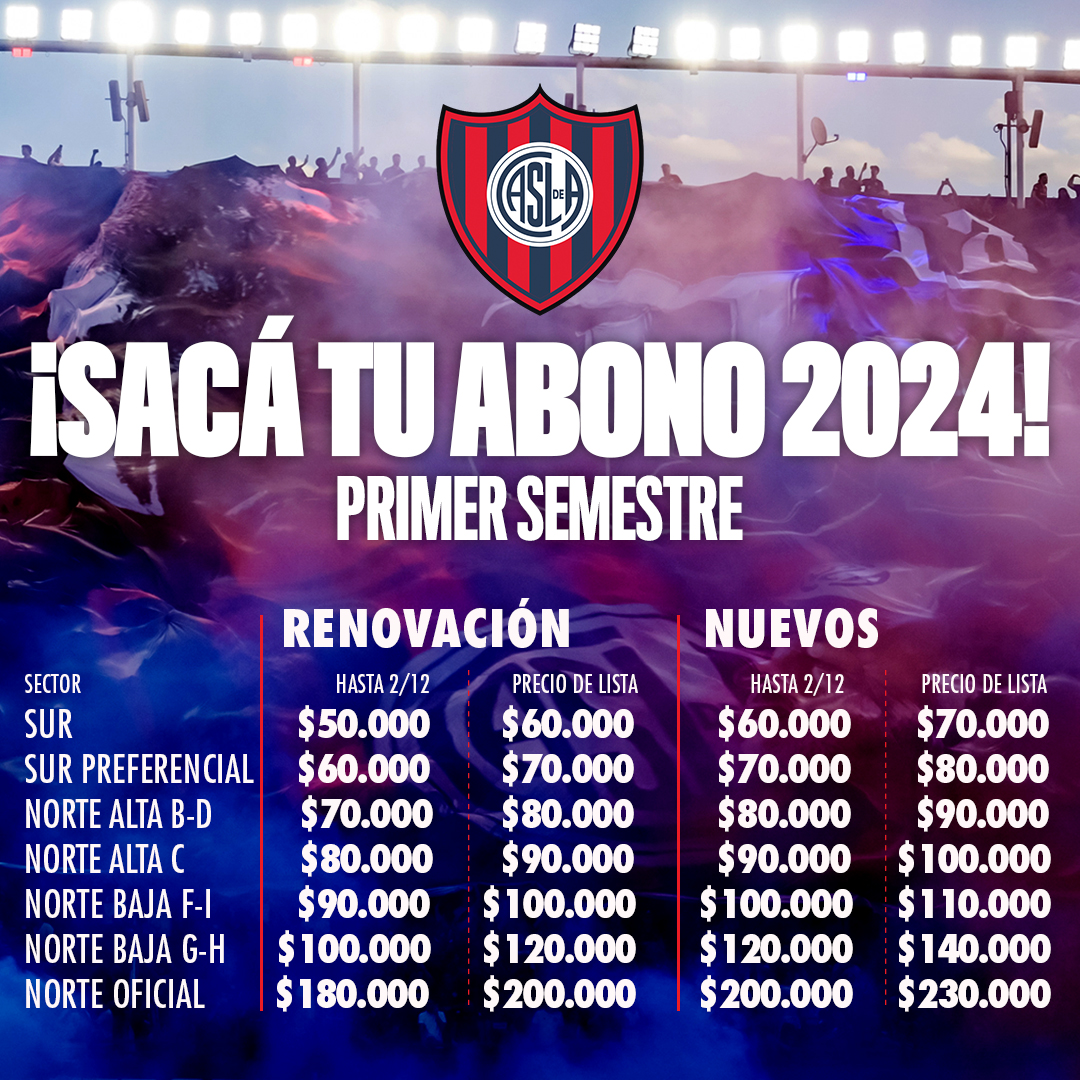 CASLA DE
¡SACÁ TU ABONO 2024!
PRIMER SEMESTRE
RENOVACIÓN NUEVOS
SECTOR HASTA 2/12 PRECIO DE LISTA HASTA 2/12 PRECIO DE LISTA
SUR $50.000 $60.000 $60.000 $70.000
SUR PREFERENCIAL $60.000 $70.000 $70.000 $80.000
NORTE ALTA B-D $70.000 $80.000 $80.000 $90.000
NORTE ALTA C $80.000 $90.000 $90.000 $100.000
NORTE BAJA F-I $90.000 $100.000 $100.000 $110.000
NORTE BAJA G-H $100.000 $120.000 $120.000 $140.000
NORTE OFICIAL $180.000 $200.000 $200.000 $230.000